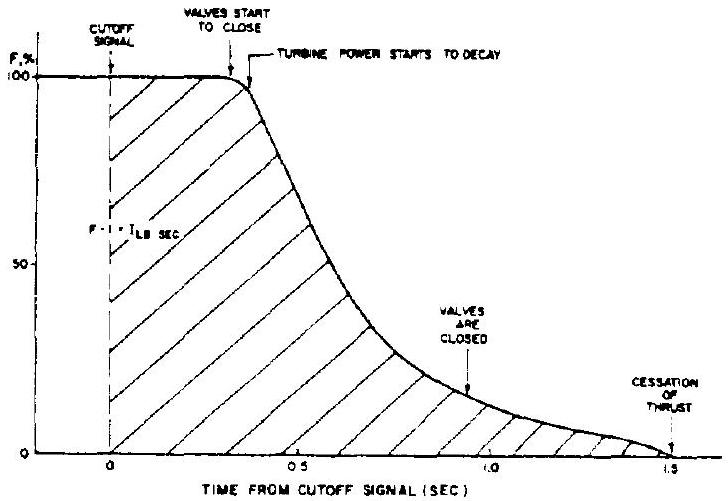 VALVES START
TO CLOSE
CUTOFF
SIGNAL
TURBINE POWER STARTS TO DECAY
F, %
100
F · t = I LB SEC
50
VALVES
ARE
CLOSED
CESSATION
OF
THRUST
0
0
0.5
1.0
1.5
TIME FROM CUTOFF SIGNAL (SEC)